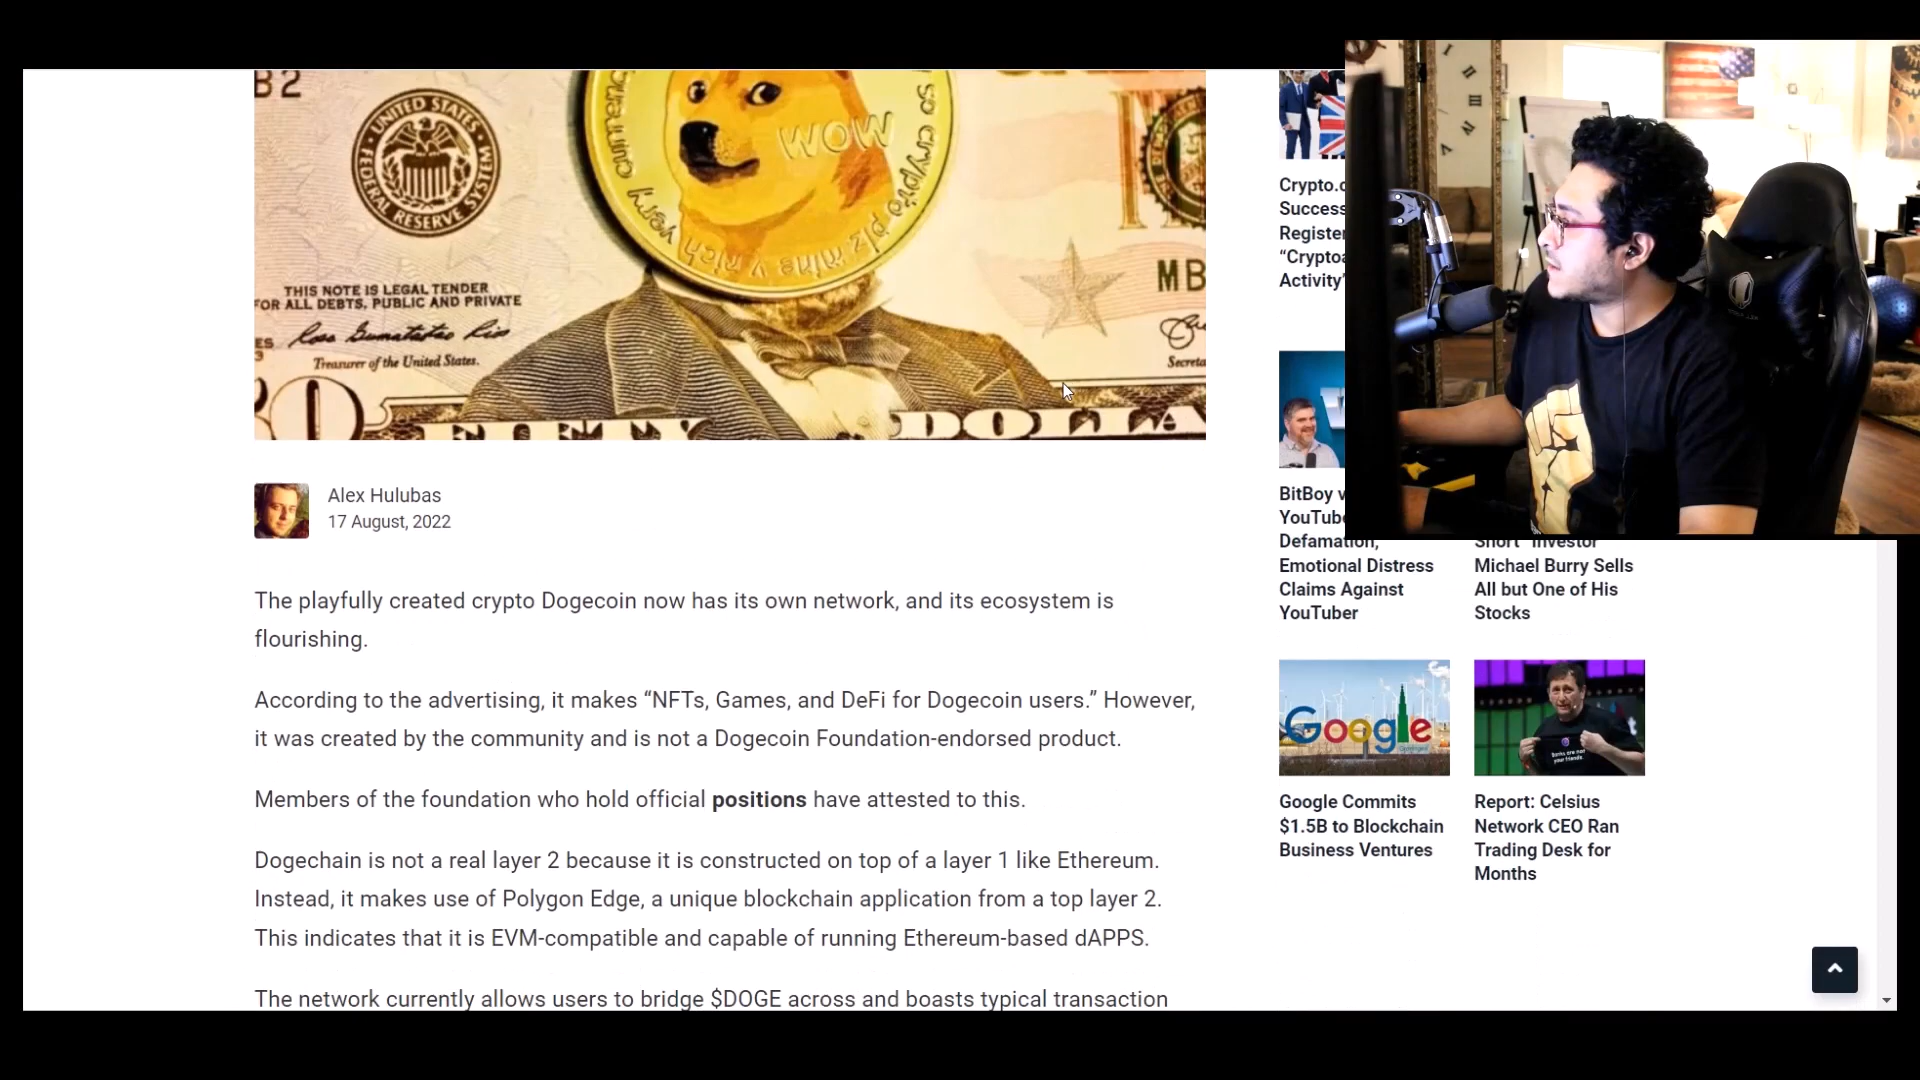 B2
UNITED STATES
FEDERAL RESERVE SYSTEM
WOW
so crypto
plz mine v rich very
THIS NOTE IS LEGAL TENDER
FOR ALL DEBTS, PUBLIC AND PRIVATE
Treasurer of the United States.
MB
Secreta
FIFTY DOLLA
Alex Hulubas
17 August, 2022
The playfully created crypto Dogecoin now has its own network, and its ecosystem is
flourishing.
According to the advertising, it makes “NFTs, Games, and DeFi for Dogecoin users.” However,
it was created by the community and is not a Dogecoin Foundation-endorsed product.
Members of the foundation who hold official positions have attested to this.
Dogechain is not a real layer 2 because it is constructed on top of a layer 1 like Ethereum.
Instead, it makes use of Polygon Edge, a unique blockchain application from a top layer 2.
This indicates that it is EVM-compatible and capable of running Ethereum-based dAPPS.
The network currently allows users to bridge $DOGE across and boasts typical transaction
Crypto.c
Success
Register
“Cryptoa
Activity”
BitBoy v
YouTube
Defamation,
Emotional Distress
Claims Against
YouTuber
Short” Investor
Michael Burry Sells
All but One of His
Stocks
Google
Banks are not
your friends
Google Commits
$1.5B to Blockchain
Business Ventures
Report: Celsius
Network CEO Ran
Trading Desk for
Months